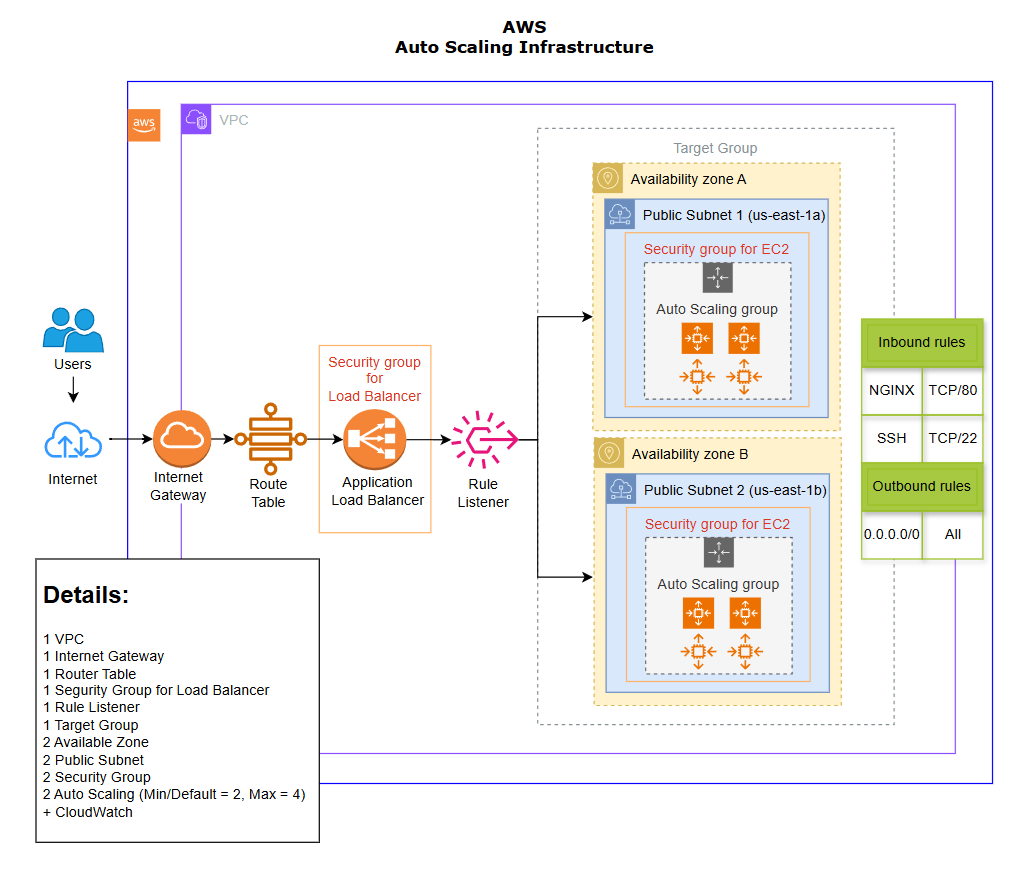 AWS
Auto Scaling Infrastructure
aws
VPC
Target Group
Availability zone A
Public Subnet 1 (us-east-1a)
Security group for EC2
Auto Scaling group
Users
Internet
Internet
Gateway
Route
Table
Security group
for
Load Balancer
Application
Load Balancer
Rule
Listener
Availability zone B
Public Subnet 2 (us-east-1b)
Security group for EC2
Auto Scaling group
Inbound rules
NGINX TCP/80
SSH TCP/22
Outbound rules
0.0.0.0/0 All
Details:
1 VPC
1 Internet Gateway
1 Router Table
1 Segurity Group for Load Balancer
1 Rule Listener
1 Target Group
2 Available Zone
2 Public Subnet
2 Security Group
2 Auto Scaling (Min/Default = 2, Max = 4)
+ CloudWatch